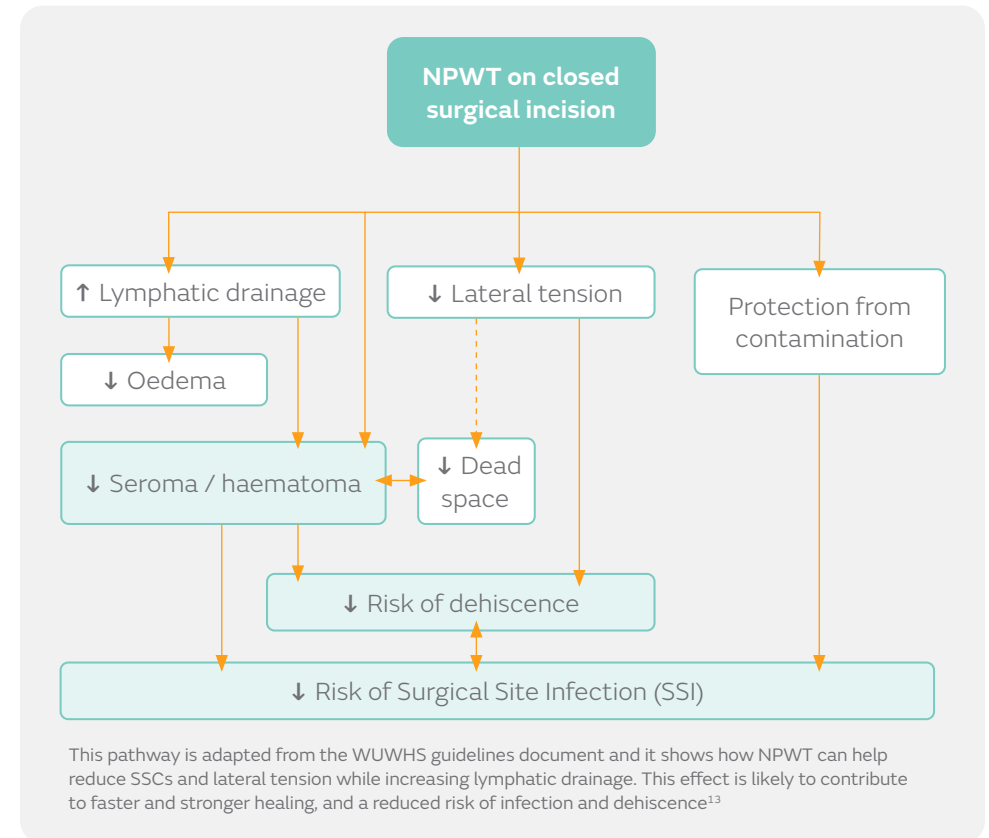 NPWT on closed
surgical incision
↑ Lymphatic drainage
↓ Lateral tension
Protection from
contamination
↓ Oedema
↓ Seroma / haematoma
↓ Dead
space
↓ Risk of dehiscence
↓ Risk of Surgical Site Infection (SSI)
This pathway is adapted from the WUWHS guidelines document and it shows how NPWT can help
reduce SSCs and lateral tension while increasing lymphatic drainage. This effect is likely to contribute
to faster and stronger healing, and a reduced risk of infection and dehiscence¹³